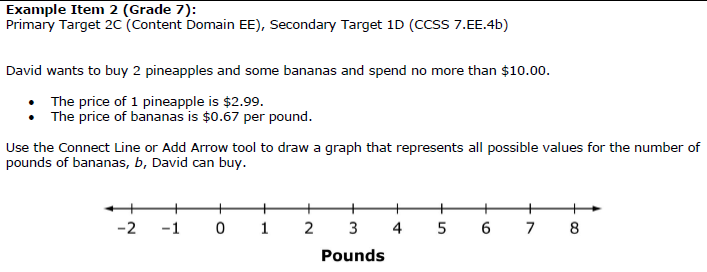 Example Item 2 (Grade 7):
Primary Target 2C (Content Domain EE), Secondary Target 1D (CCSS 7.EE.4b)
David wants to buy 2 pineapples and some bananas and spend no more than $10.00.
• The price of 1 pineapple is $2.99.
• The price of bananas is $0.67 per pound.
Use the Connect Line or Add Arrow tool to draw a graph that represents all possible values for the number of
pounds of bananas, b, David can buy.
-2 -1 0 1 2 3 4 5 6 7 8
Pounds